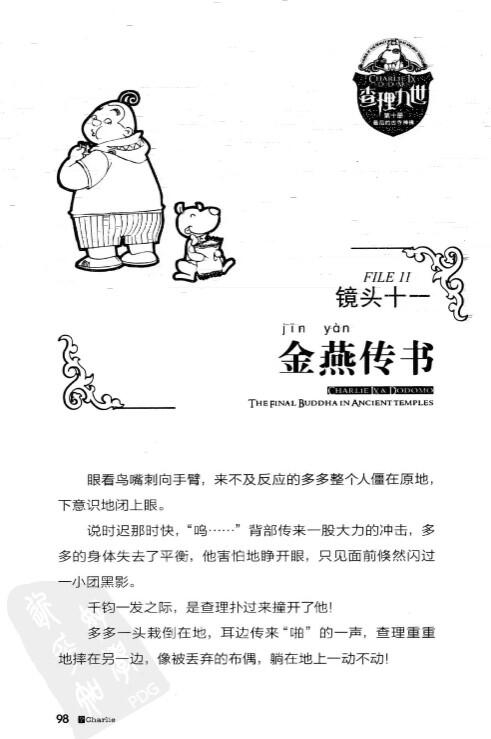 CHARLIE IX
DODOMO
查理九世
第十册
最后的古寺神佛
FILE 11
镜头十一
jīn yàn
金燕传书
CHARLIE IX & DODOMO
THE FINAL BUDDHA IN ANCIENT TEMPLES
眼看鸟嘴刺向手臂，来不及反应的多多整个人僵在原地，
下意识地闭上眼。
说时迟那时快，“呜……”背部传来一股大力的冲击，多
多的身体失去了平衡，他害怕地睁开眼，只见面前倏然闪过
一小团黑影。
千钧一发之际，是查理扑过来撞开了他！
多多一头栽倒在地，耳边传来“啪”的一声，查理重重
地摔在另一边，像被丢弃的布偶，躺在地上一动不动！
PDG
98 Charlie